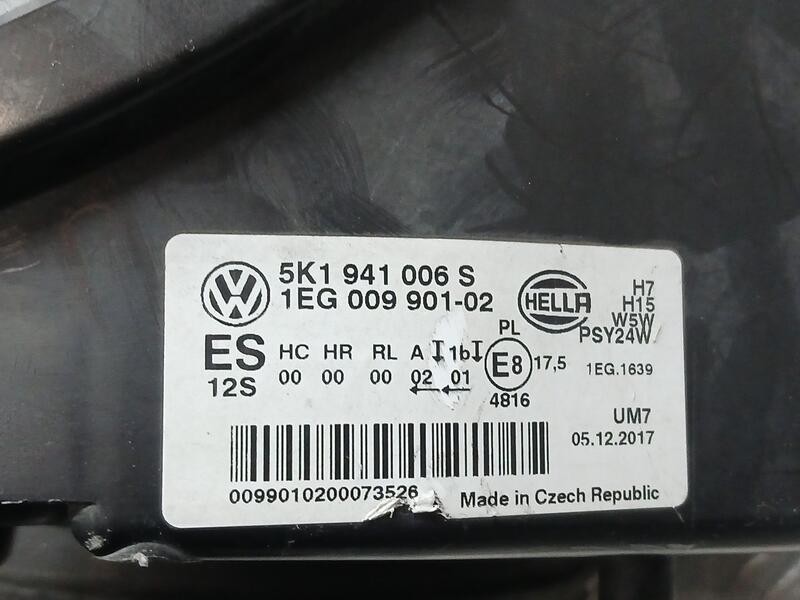 5K1 941 006 S
1EG 009 901-02
HELLA
H7
H15
W5W
PSY24W
ES
12S
HC HR RL A 1b
00 00 00 02 01
PL
E8
17,5
4816
1EG.1639
UM7
05.12.2017
0099010200073526
Made in Czech Republic